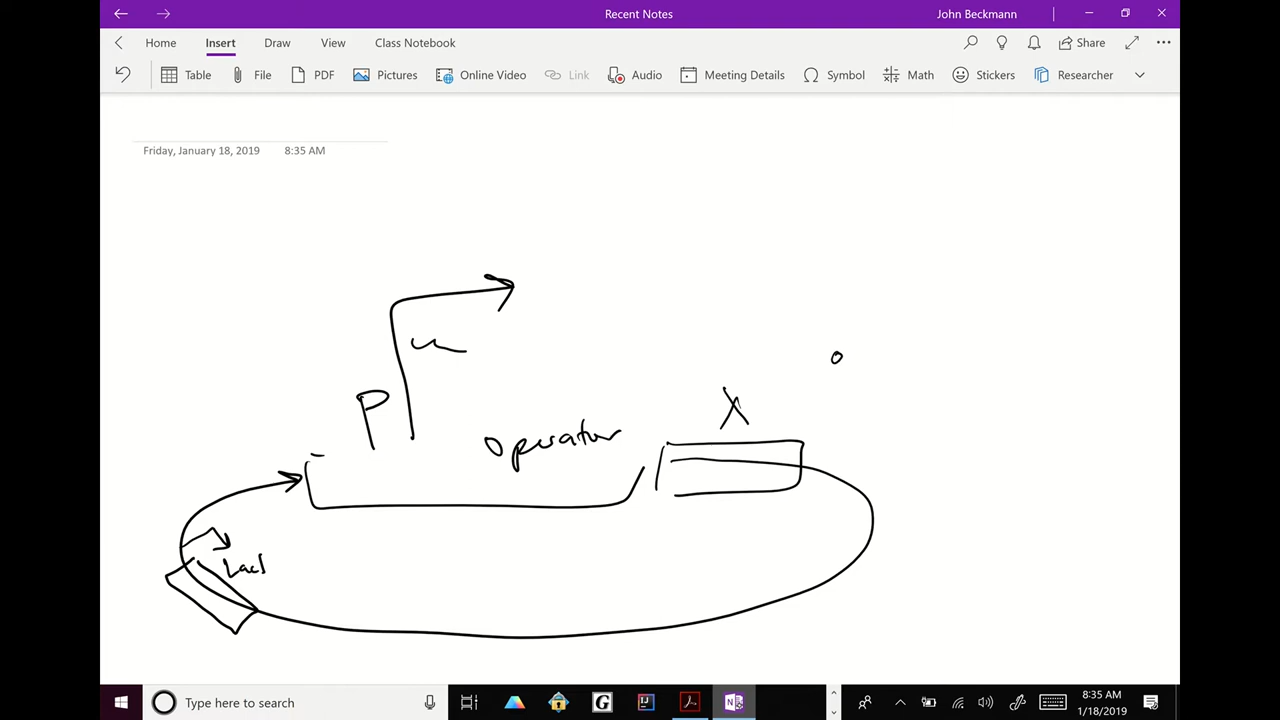 Recent Notes
John Beckmann
Home Insert Draw View Class Notebook
Share
Table File PDF Pictures Online Video Link Audio Meeting Details Symbol Math Stickers Researcher
Friday, January 18, 2019 8:35 AM
P
X
operator
Type here to search
8:35 AM
1/18/2019